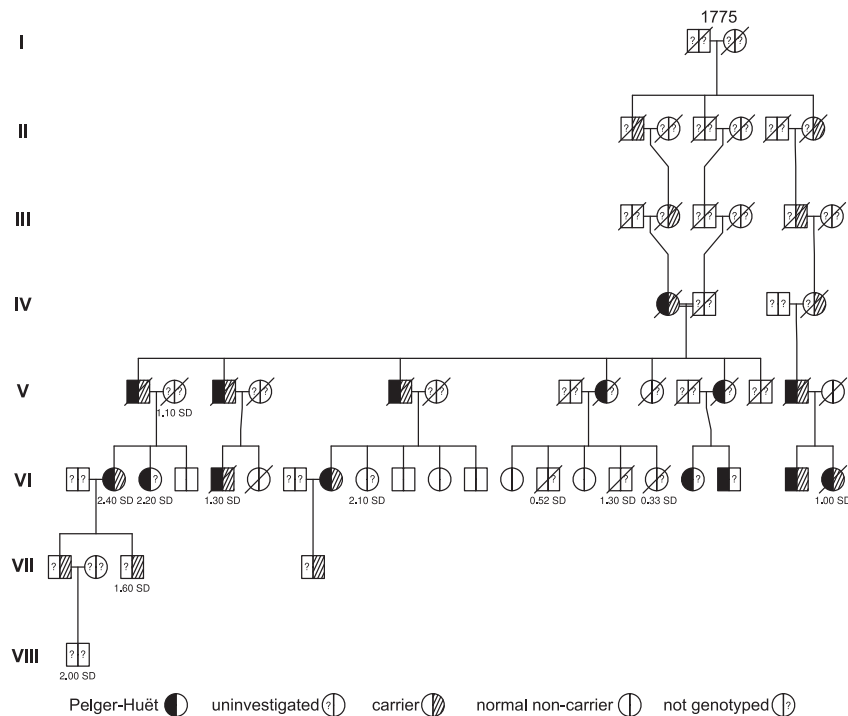 1775
I ? ? ? ?
II ? ? ? ? ? ? ? ? ? ?
III ? ? ? ? ? ? ? ? ? ?
IV ? ? ? ? ?
V ? ? ? ? ? ? ? ? ? ? ? ? ? ? ?
1.10 SD
VI ? ? ? ? ? ? ? ? ? ? ?
2.40 SD 2.20 SD 1.30 SD 2.10 SD 0.52 SD 1.30 SD 0.33 SD 1.00 SD
VII ? ? ? ? ?
1.60 SD
VIII ? ?
2.00 SD
Pelger-Huët uninvestigated ? carrier normal non-carrier not genotyped ?